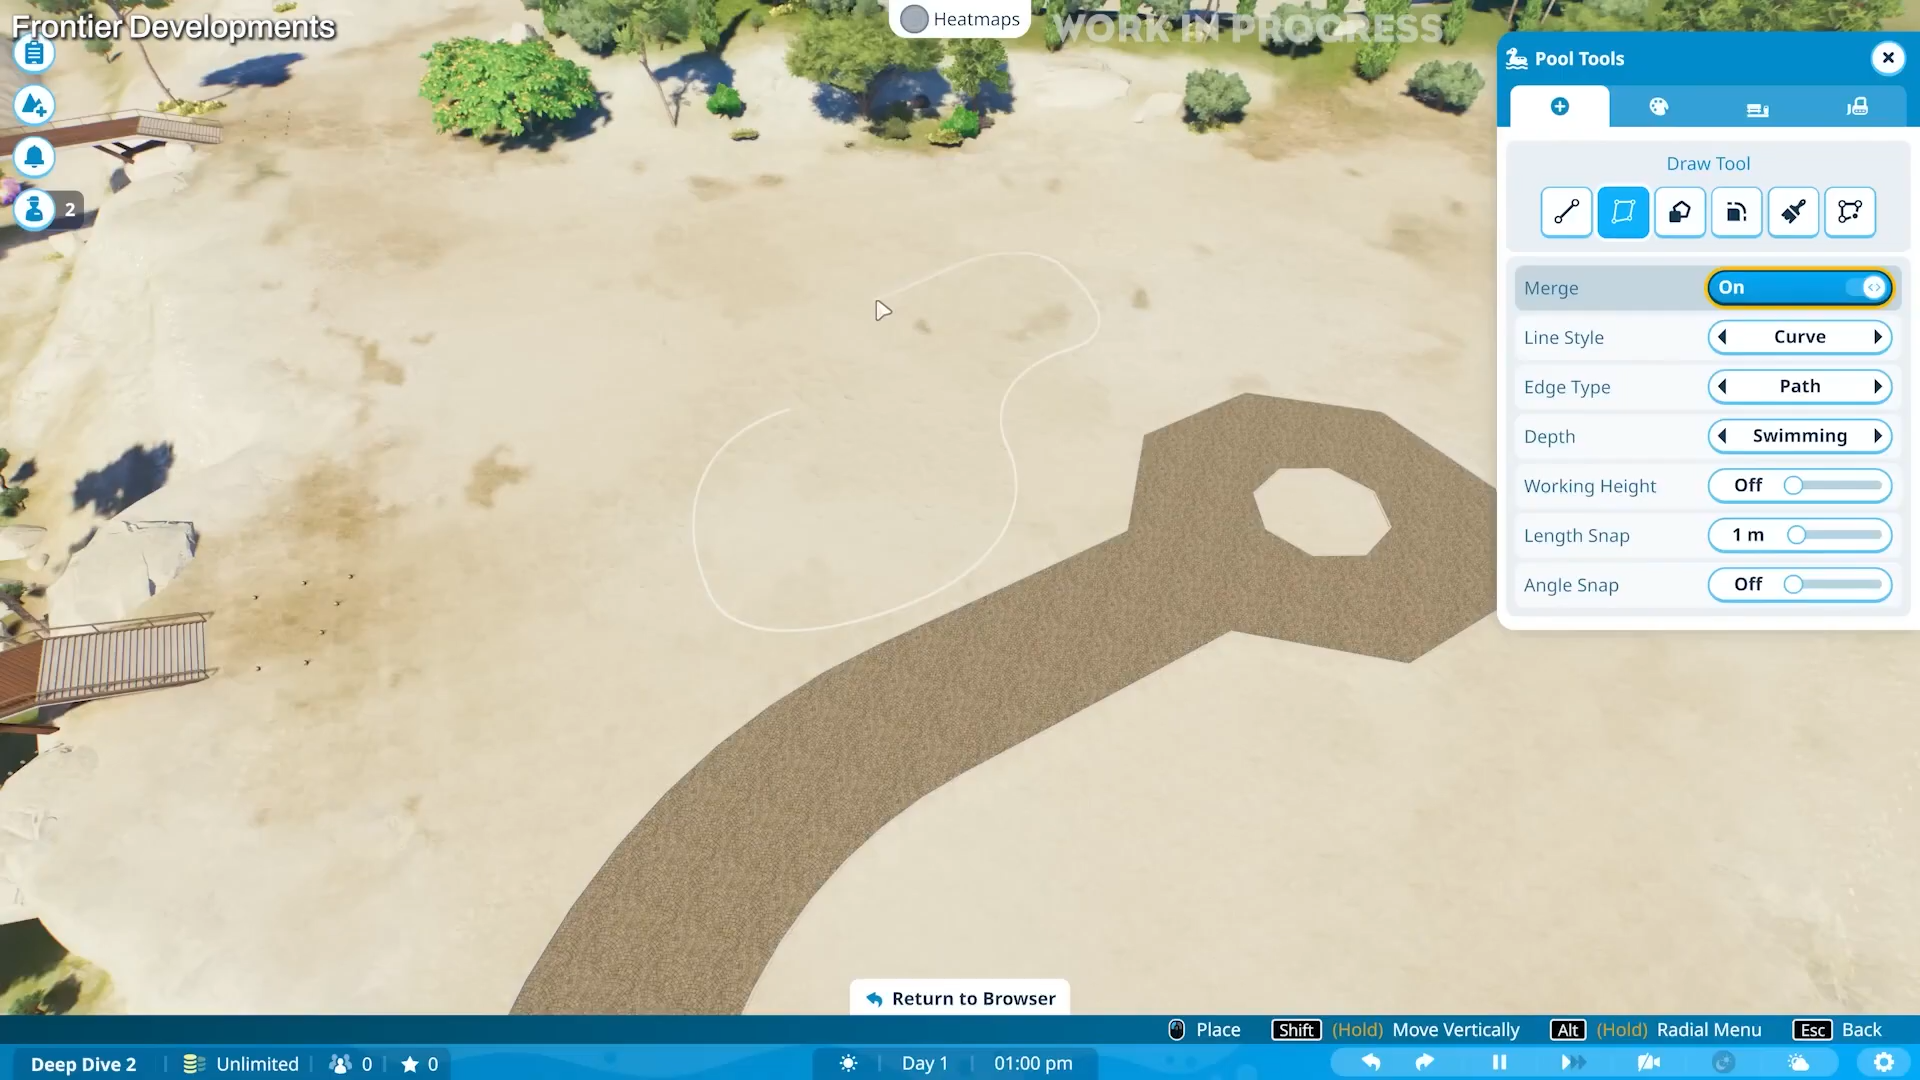 Frontier Developments
Heatmaps
WORK IN PROGRESS
2
Pool Tools
Draw Tool
Merge On
Line Style Curve
Edge Type Path
Depth Swimming
Working Height Off
Length Snap 1 m
Angle Snap Off
Return to Browser
Place Shift (Hold) Move Vertically Alt (Hold) Radial Menu Esc Back
Deep Dive 2 Unlimited 0 0 Day 1 01:00 pm